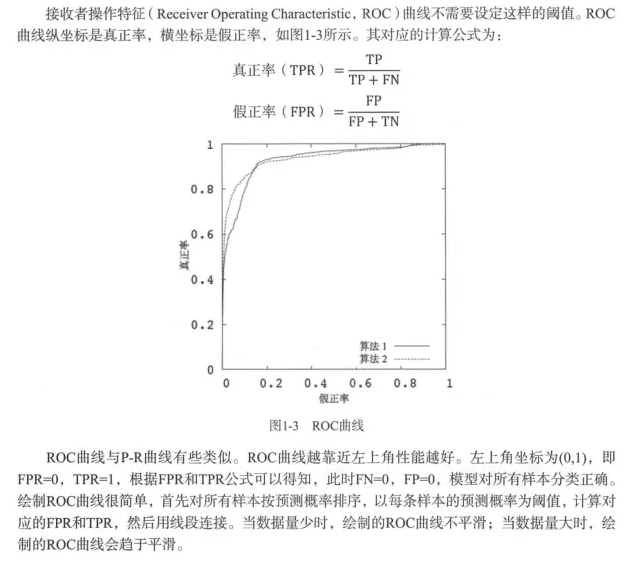 接收者操作特征（Receiver Operating Characteristic，ROC）曲线不需要设定这样的阈值。ROC
曲线纵坐标是真正率，横坐标是假正率，如图1-3所示。其对应的计算公式为：
真正率（TPR）= TP / TP + FN
假正率（FPR）= FP / FP + TN
1
0.8
0.6
0.4
0.2
0
真正率
算法 1
算法 2
0 0.2 0.4 0.6 0.8 1
假正率
图1-3 ROC曲线
ROC曲线与P-R曲线有些类似。ROC曲线越靠近左上角性能越好。左上角坐标为(0,1)，即
FPR=0，TPR=1，根据FPR和TPR公式可以得知，此时FN=0，FP=0，模型对所有样本分类正确。
绘制ROC曲线很简单，首先对所有样本按预测概率排序，以每条样本的预测概率为阈值，计算对
应的FPR和TPR，然后用线段连接。当数据量少时，绘制的ROC曲线不平滑；当数据量大时，绘
制的ROC曲线会趋于平滑。